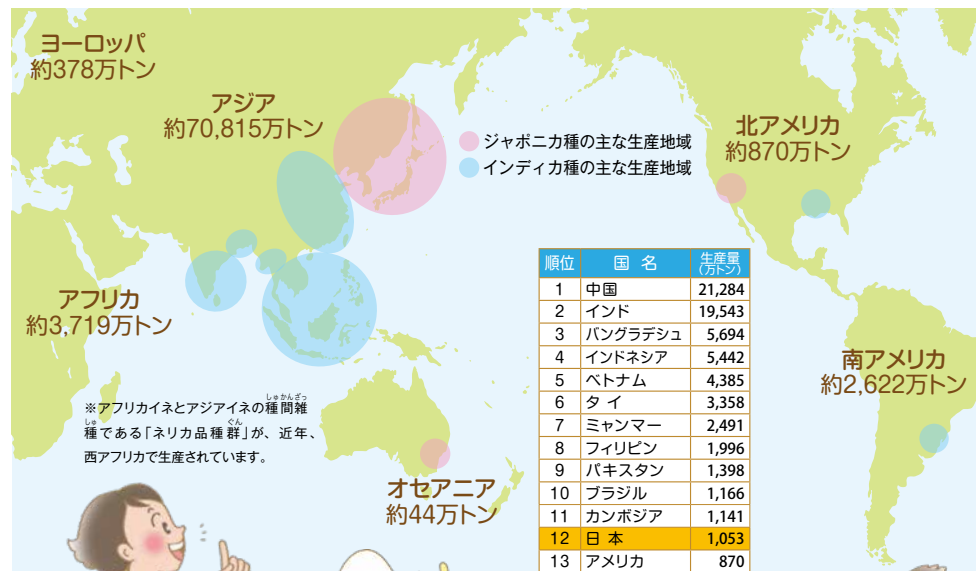 ヨーロッパ
約378万トン
アジア
約70,815万トン
ジャポニカ種の主な生産地域
インディカ種の主な生産地域
北アメリカ
約870万トン
アフリカ
約3,719万トン
南アメリカ
約2,622万トン
オセアニア
約44万トン
しゅかんざっ
※アフリカイネとアジアイネの種間雑
しゅ ぐん
種である「ネリカ品種群」が、近年、
西アフリカで生産されています。
順位 国 名 生産量(万トン)
1 中国 21,284
2 インド 19,543
3 バングラデシュ 5,694
4 インドネシア 5,442
5 ベトナム 4,385
6 タ イ 3,358
7 ミャンマー 2,491
8 フィリピン 1,996
9 パキスタン 1,398
10 ブラジル 1,166
11 カンボジア 1,141
12 日 本 1,053
13 アメリカ 870